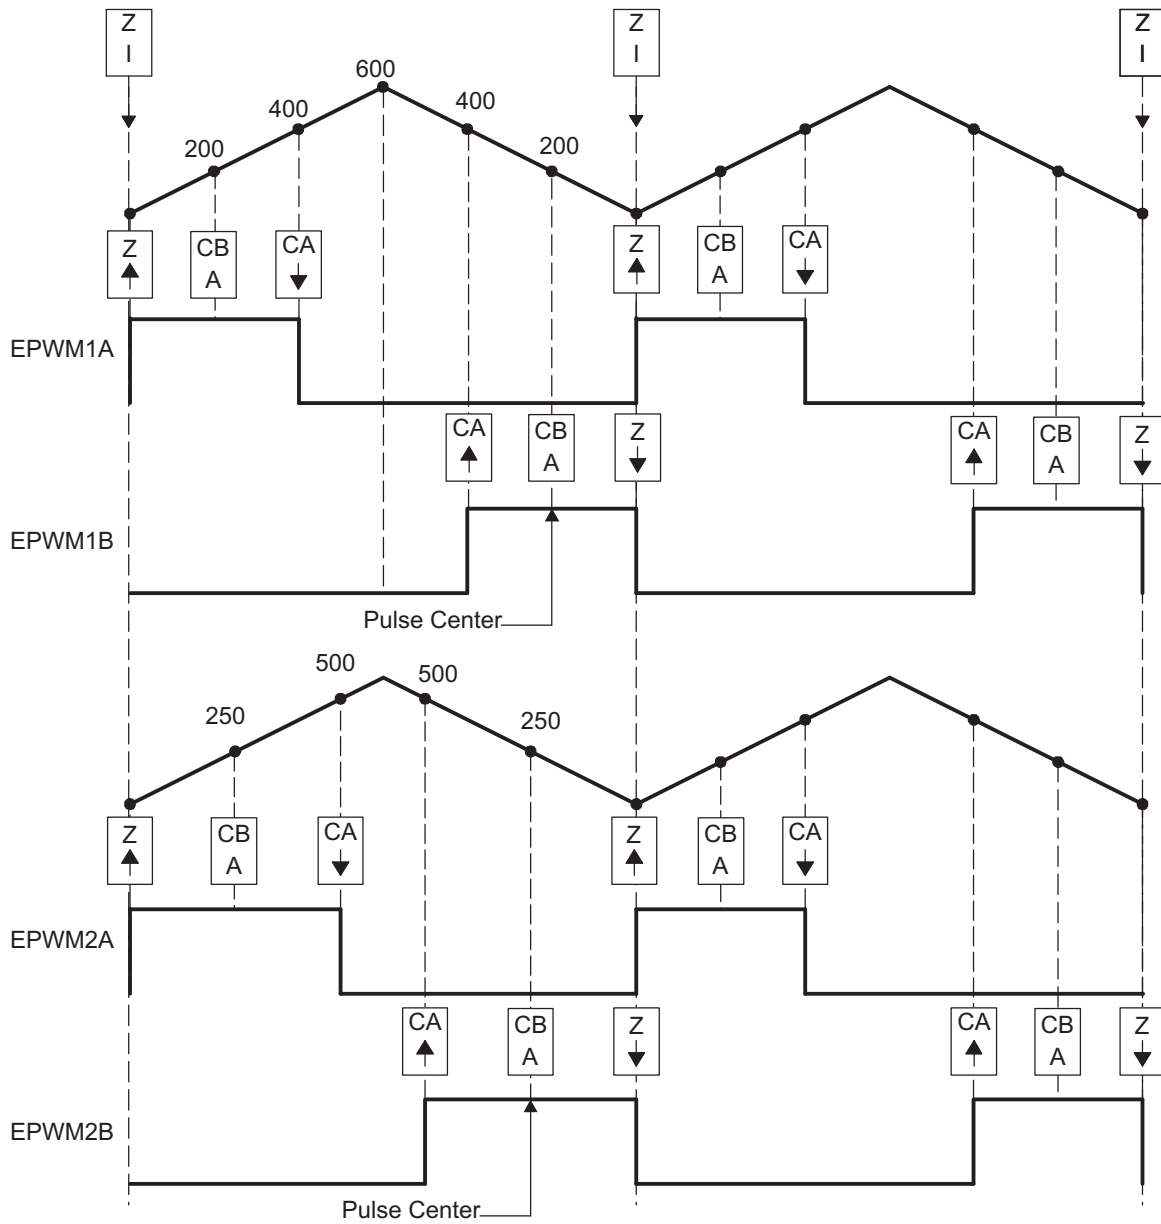 Z Z Z
I I I
600
400 400
200 200
Z CB CA Z CB CA
A A
EPWM1A
CA CB Z CA CB Z
A A
EPWM1B
Pulse Center
500 500
250 250
Z CB CA Z CB CA
A A
EPWM2A
CA CB Z CA CB Z
A A
EPWM2B
Pulse Center